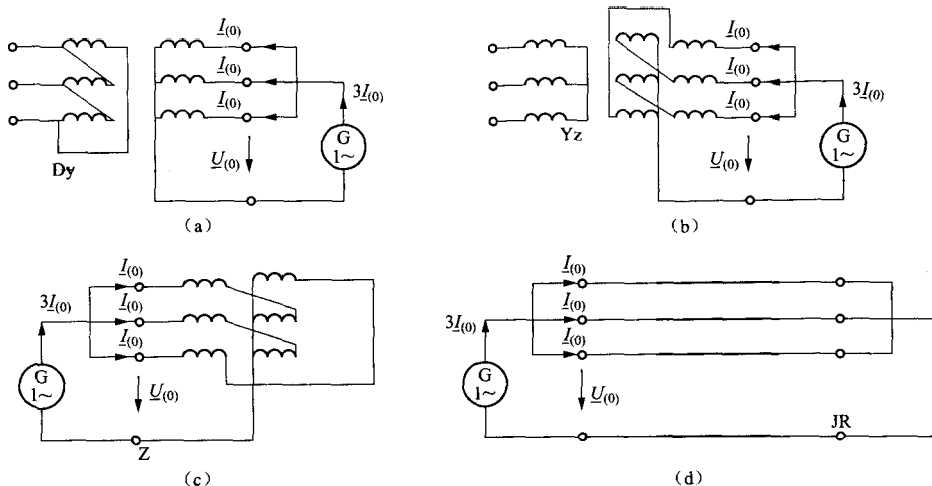 I(0)
I(0)
I(0)
3I(0)
G
1~
U(0)
Dy
(a)
I(0)
I(0)
I(0)
3I(0)
G
1~
U(0)
Yz
(b)
I(0)
3I(0)
I(0)
I(0)
G
1~
U(0)
Z
(c)
I(0)
3I(0)
I(0)
I(0)
G
1~
U(0)
JR
(d)